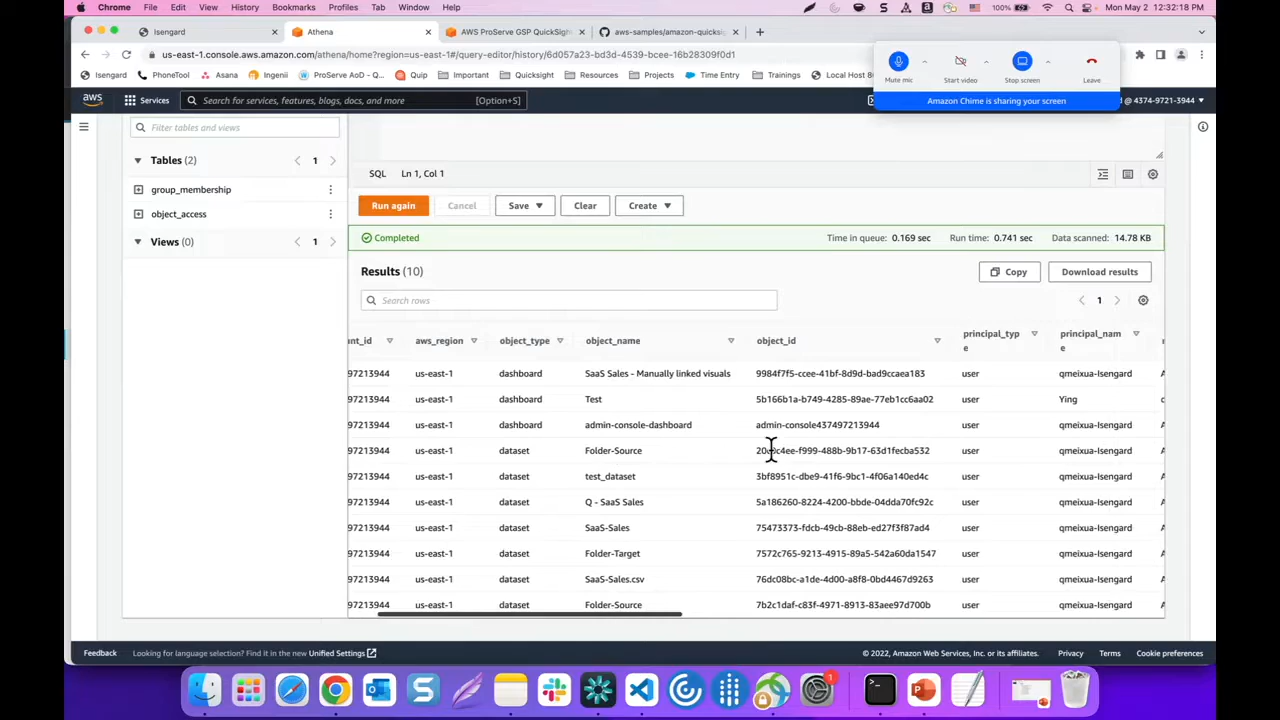 Chrome File Edit View History Bookmarks Profiles Tab Window Help 100% Mon May 2 12:32:18 PM
Isengard Athena AWS ProServe GSP QuickSigh aws-samples/amazon-quicksig
us-east-1.console.aws.amazon.com/athena/home?region=us-east-1#/query-editor/history/6d057a23-bd3d-4539-bcee-16b28309f0d1
Isengard PhoneTool Asana Ingenii ProServe AoD - Q... Quip Important Quicksight Resources Projects Time Entry Trainings Local Host 8
Mute mic Start video Stop screen Leave
Amazon Chime is sharing your screen
aws Services Search for services, features, blogs, docs, and more [Option+S] @ 4374-9721-3944
Filter tables and views
Tables (2) 1
group_membership
object_access
Views (0) 1
SQL Ln 1, Col 1
Run again Cancel Save Clear Create
Completed Time in queue: 0.169 sec Run time: 0.741 sec Data scanned: 14.78 KB
Results (10) Copy Download results
Search rows 1
nt_id aws_region object_type object_name object_id principal_typ principal_nam
e e
97213944 us-east-1 dashboard SaaS Sales - Manually linked visuals 9984f7f5-ccee-41bf-8d9d-bad9ccaea183 user qmeixua-Isengard
97213944 us-east-1 dashboard Test 5b166b1a-b749-4285-89ae-77eb1cc6aa02 user Ying
97213944 us-east-1 dashboard admin-console-dashboard admin-console437497213944 user qmeixua-Isengard
97213944 us-east-1 dataset Folder-Source user qmeixua-Isengard
97213944 us-east-1 dataset test_dataset 3bf8951c-dbe9-41f6-9bc1-4f06a140ed4c user qmeixua-Isengard
97213944 us-east-1 dataset Q - SaaS Sales 5a186260-8224-4200-bbde-04dda70fc92c user qmeixua-Isengard
97213944 us-east-1 dataset SaaS-Sales 75473373-fdcb-49cb-88eb-ed27f3f87ad4 user qmeixua-Isengard
97213944 us-east-1 dataset Folder-Target 7572c765-9213-4915-89a5-542a60da1547 user qmeixua-Isengard
97213944 us-east-1 dataset SaaS-Sales.csv 76dc08bc-a1de-4d00-a8f8-0bd4467d9263 user qmeixua-Isengard
97213944 us-east-1 dataset Folder-Source 7b2c1daf-c83f-4971-8913-83aee97d700b user qmeixua-Isengard
Feedback Looking for language selection? Find it in the new Unified Settings © 2022, Amazon Web Services, Inc. or its affiliates. Privacy Terms Cookie preferences
1